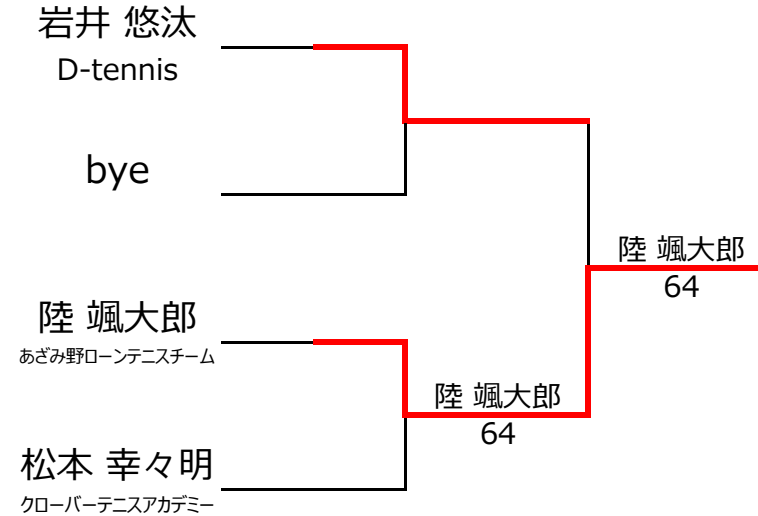 岩井 悠汰
D-tennis
bye
陸 颯大郎
64
陸 颯大郎
あざみ野ローンテニスチーム
陸 颯大郎
64
松本 幸々明
クローバーテニスアカデミー